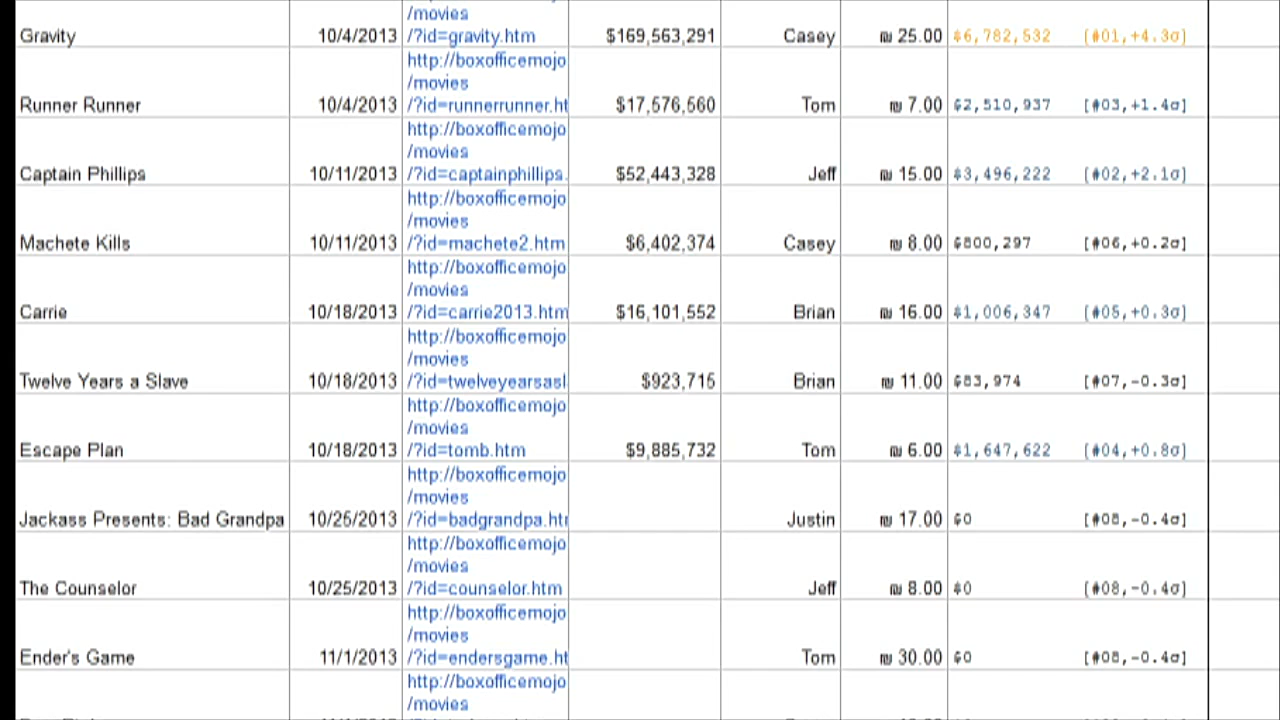 /movies
Gravity 10/4/2013 /?id=gravity.htm $169,563,291 Casey ₪ 25.00 $6,782,532 [#01,+4.3σ]
http://boxofficemojo
/movies
Runner Runner 10/4/2013 /?id=runnerrunner.ht $17,576,560 Tom ₪ 7.00 $2,510,937 [#03,+1.4σ]
http://boxofficemojo
/movies
Captain Phillips 10/11/2013 /?id=captainphillips. $52,443,328 Jeff ₪ 15.00 $3,496,222 [#02,+2.1σ]
http://boxofficemojo
/movies
Machete Kills 10/11/2013 /?id=machete2.htm $6,402,374 Casey ₪ 8.00 $800,297 [#06,+0.2σ]
http://boxofficemojo
/movies
Carrie 10/18/2013 /?id=carrie2013.htm $16,101,552 Brian ₪ 16.00 $1,006,347 [#05,+0.3σ]
http://boxofficemojo
/movies
Twelve Years a Slave 10/18/2013 /?id=twelveyearsasl $923,715 Brian ₪ 11.00 $83,974 [#07,-0.3σ]
http://boxofficemojo
/movies
Escape Plan 10/18/2013 /?id=tomb.htm $9,885,732 Tom ₪ 6.00 $1,647,622 [#04,+0.8σ]
http://boxofficemojo
/movies
Jackass Presents: Bad Grandpa 10/25/2013 /?id=badgrandpa.htm Justin ₪ 17.00 $0 [#08,-0.4σ]
http://boxofficemojo
/movies
The Counselor 10/25/2013 /?id=counselor.htm Jeff ₪ 8.00 $0 [#08,-0.4σ]
http://boxofficemojo
/movies
Ender's Game 11/1/2013 /?id=endersgame.ht Tom ₪ 30.00 $0 [#08,-0.4σ]
http://boxofficemojo
/movies